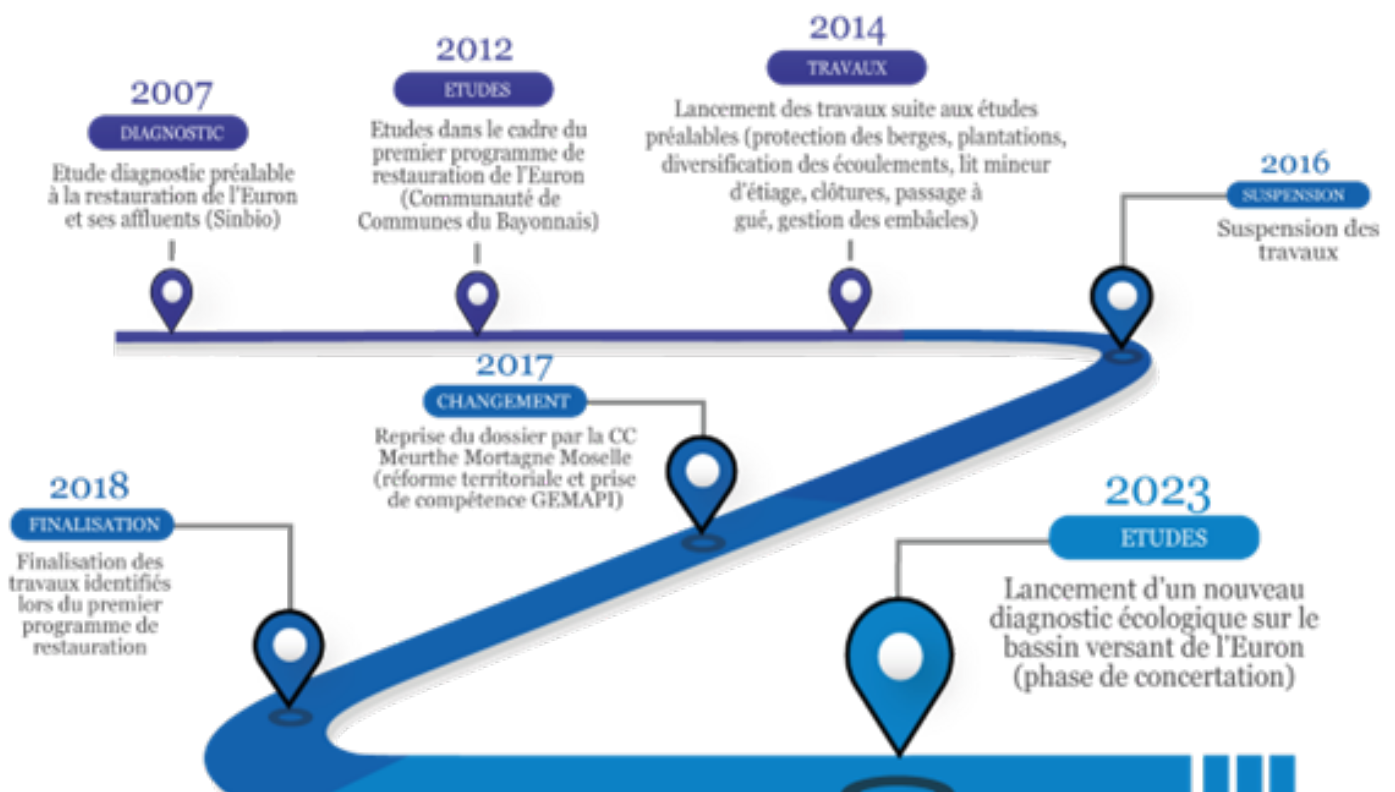 2007
DIAGNOSTIC
Etude diagnostic préalable
à la restauration de l'Euron
et ses affluents (Sinbio)
2012
ETUDES
Etudes dans le cadre du
premier programme de
restauration de l'Euron
(Communauté de
Communes du Bayonnais)
2014
TRAVAUX
Lancement des travaux suite aux études
préalables (protection des berges, plantations,
diversification des écoulements, lit mineur
d'étiage, clôtures, passage à
gué, gestion des embâcles)
2016
SUSPENSION
Suspension des
travaux
2017
CHANGEMENT
Reprise du dossier par la CC
Meurthe Mortagne Moselle
(réforme territoriale et prise
de compétence GEMAPI)
2018
FINALISATION
Finalisation des
travaux identifiés
lors du premier
programme de
restauration
2023
ETUDES
Lancement d'un nouveau
diagnostic écologique sur le
bassin versant de l'Euron
(phase de concertation)